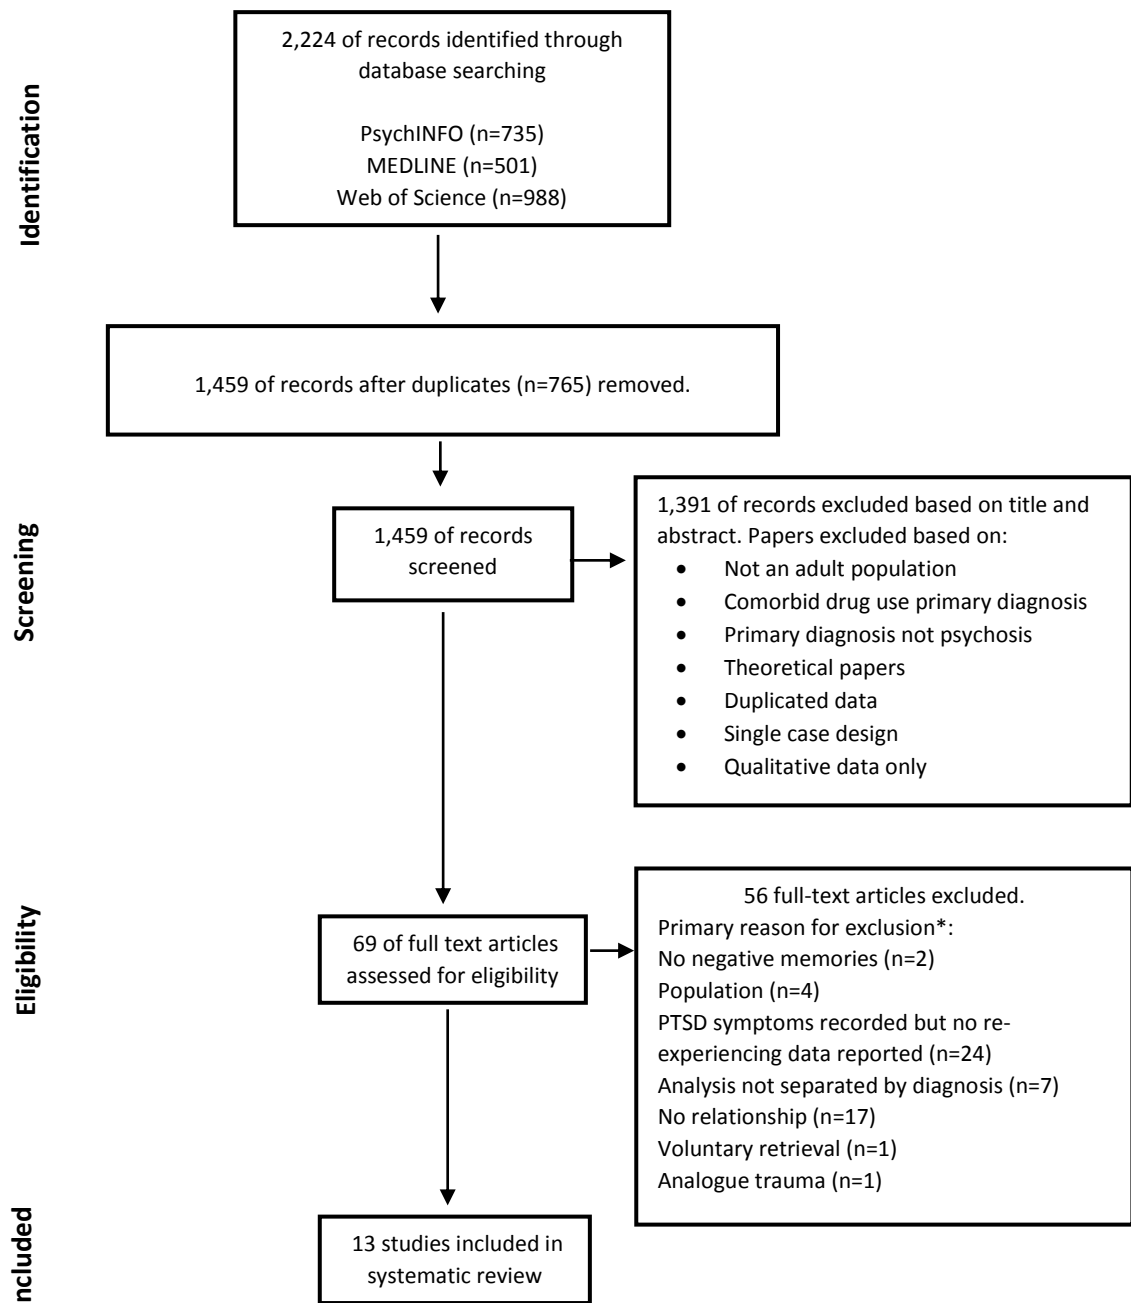 Identification
2,224 of records identified through
database searching
PsychINFO (n=735)
MEDLINE (n=501)
Web of Science (n=988)
1,459 of records after duplicates (n=765) removed.
Screening
1,459 of records
screened
1,391 of records excluded based on title and
abstract. Papers excluded based on:
• Not an adult population
• Comorbid drug use primary diagnosis
• Primary diagnosis not psychosis
• Theoretical papers
• Duplicated data
• Single case design
• Qualitative data only
Eligibility
69 of full text articles
assessed for eligibility
56 full-text articles excluded.
Primary reason for exclusion*:
No negative memories (n=2)
Population (n=4)
PTSD symptoms recorded but no re-
experiencing data reported (n=24)
Analysis not separated by diagnosis (n=7)
No relationship (n=17)
Voluntary retrieval (n=1)
Analogue trauma (n=1)
ncluded
13 studies included in
systematic review